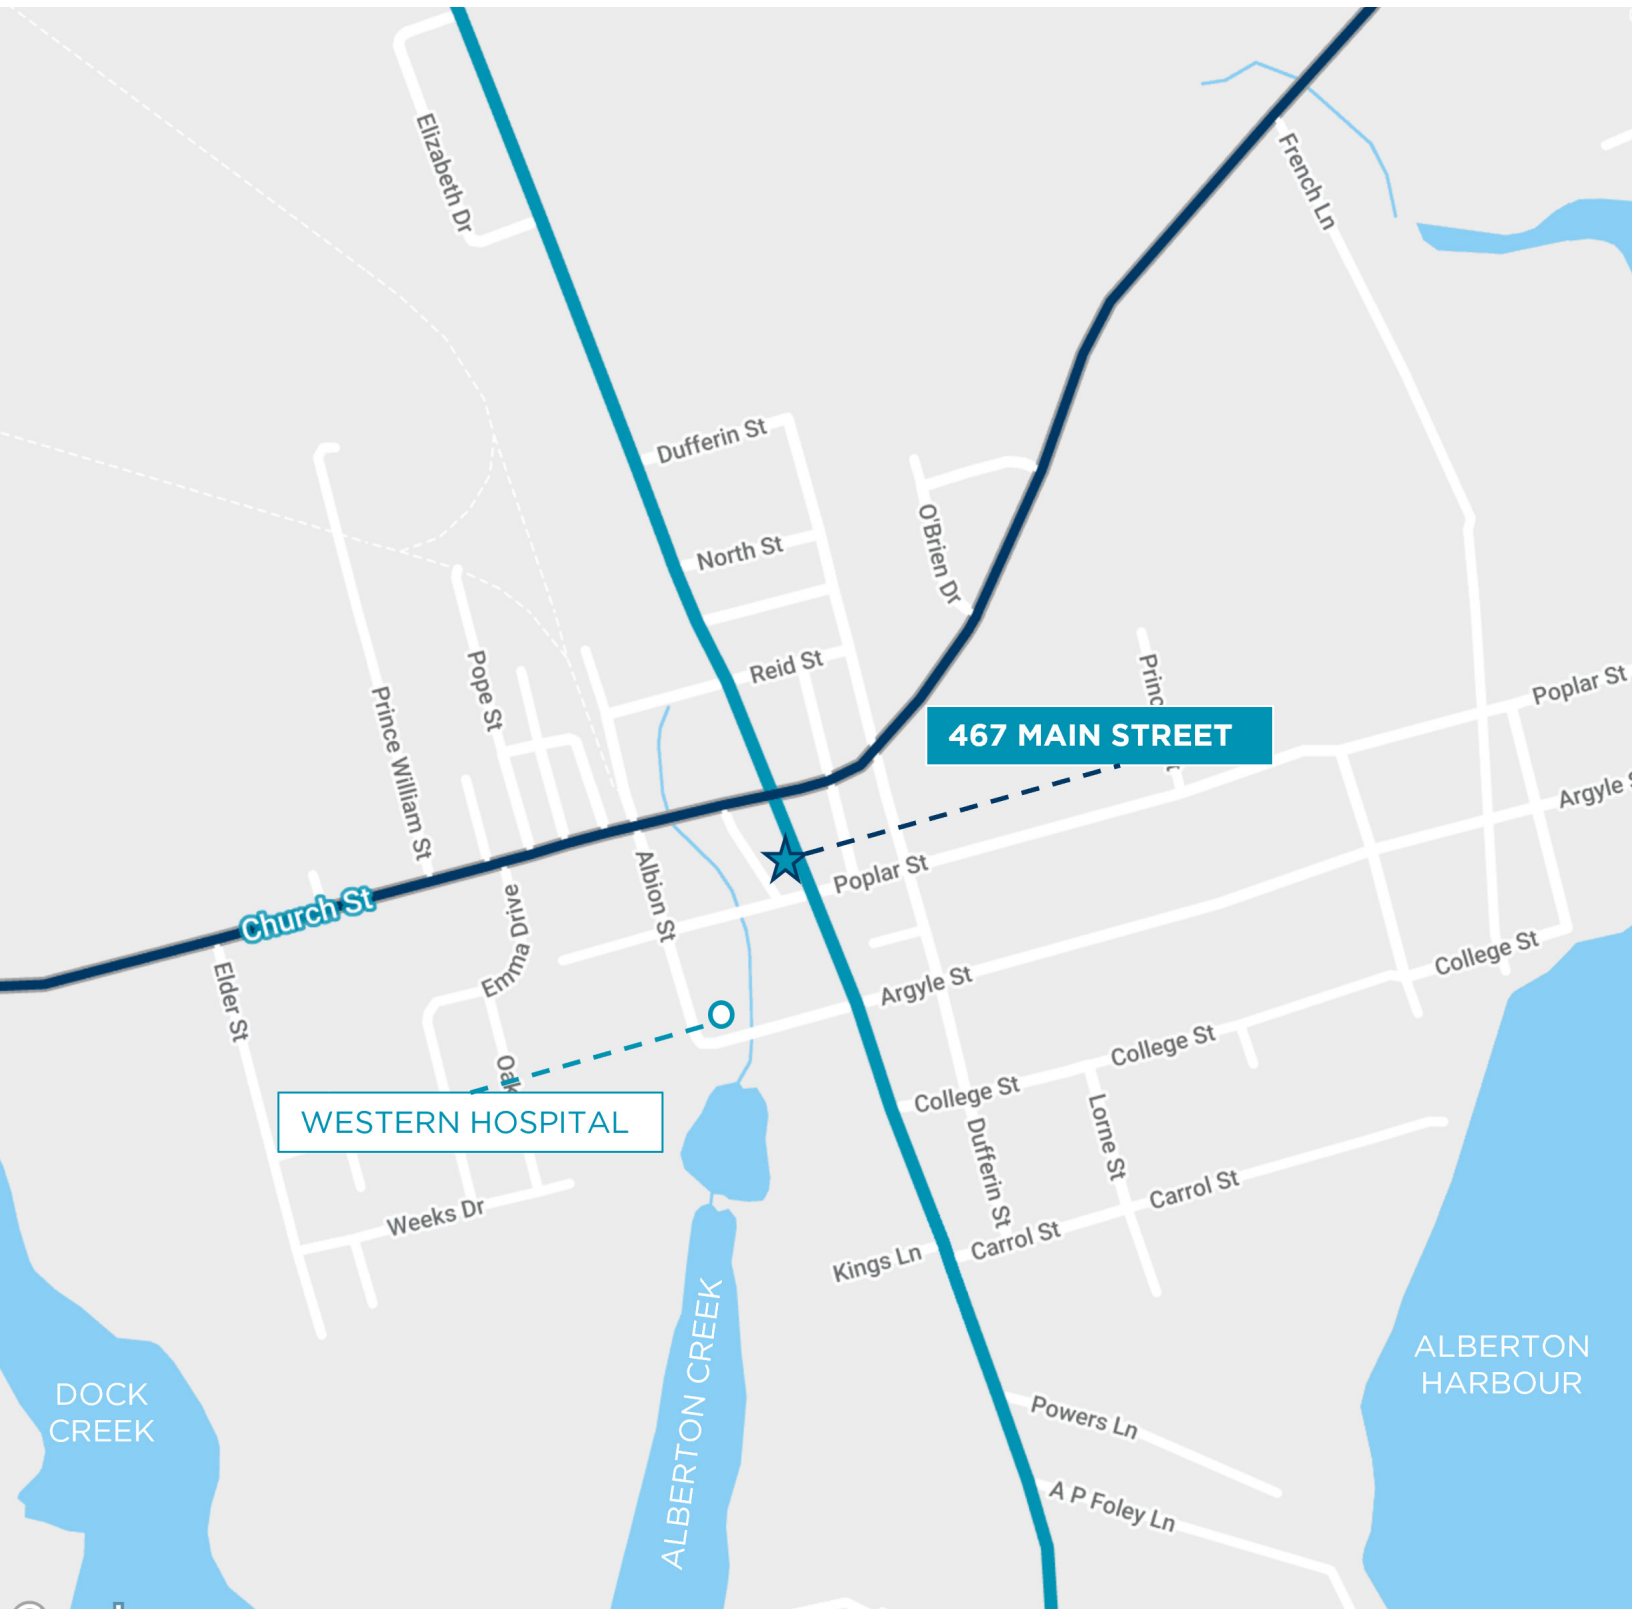 Elizabeth Dr
French Ln
Dufferin St
North St
O'Brien Dr
Reid St
Pope St
Prince William St
Poplar St
467 MAIN STREET
Argyle
Poplar St
Albion St
Church St
Emma Drive
Elder St
College St
Argyle St
College St
Oak
College St
WESTERN HOSPITAL
Lorne St
Dufferin St
Carrol St
Weeks Dr
Carrol St
Kings Ln
ALBERTON CREEK
ALBERTON
HARBOUR
DOCK
CREEK
Powers Ln
A P Foley Ln